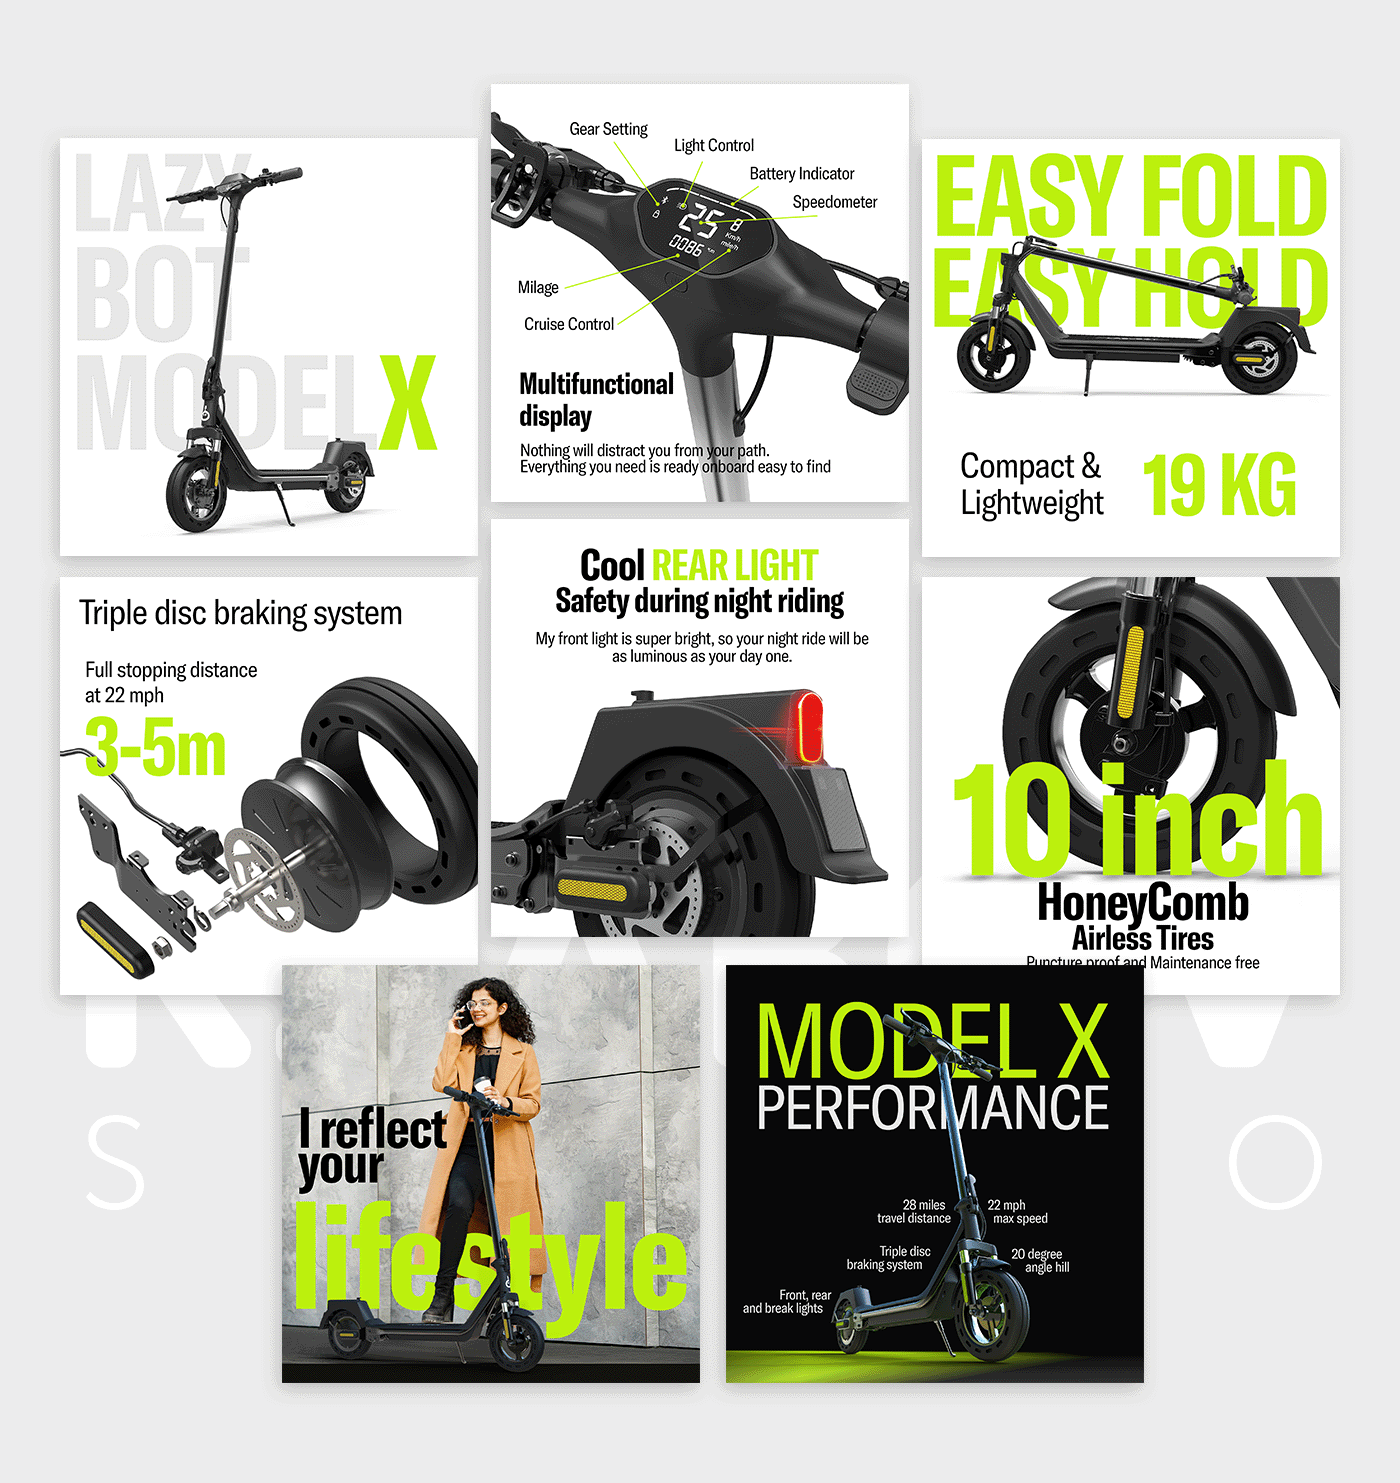 LAZY
BOT
MODEL X
Gear Setting
Light Control
Battery Indicator
Speedometer
25
Km/h
mile/h
0086
Milage
Cruise Control
Multifunctional
display
Nothing will distract you from your path.
Everything you need is ready onboard easy to find
EASY FOLD
EASY HOLD
Compact &
Lightweight
19 KG
Triple disc braking system
Full stopping distance
at 22 mph
3-5m
Cool REAR LIGHT
Safety during night riding
My front light is super bright, so your night ride will be
as luminous as your day one.
10 inch
HoneyComb
Airless Tires
Puncture proof and Maintenance free
I reflect
your
lifestyle
MODEL X
PERFORMANCE
28 miles
travel distance
22 mph
max speed
Triple disc
braking system
20 degree
angle hill
Front, rear
and break lights
S
O